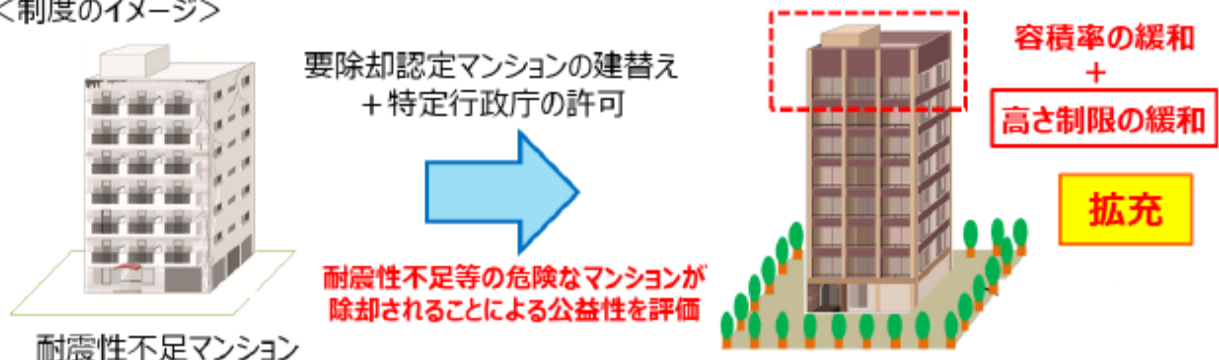 <制度のイメージ>
要除却認定マンションの建替え
+特定行政庁の許可
耐震性不足等の危険なマンションが
除却されることによる公益性を評価
耐震性不足マンション
容積率の緩和
+
高さ制限の緩和
拡充